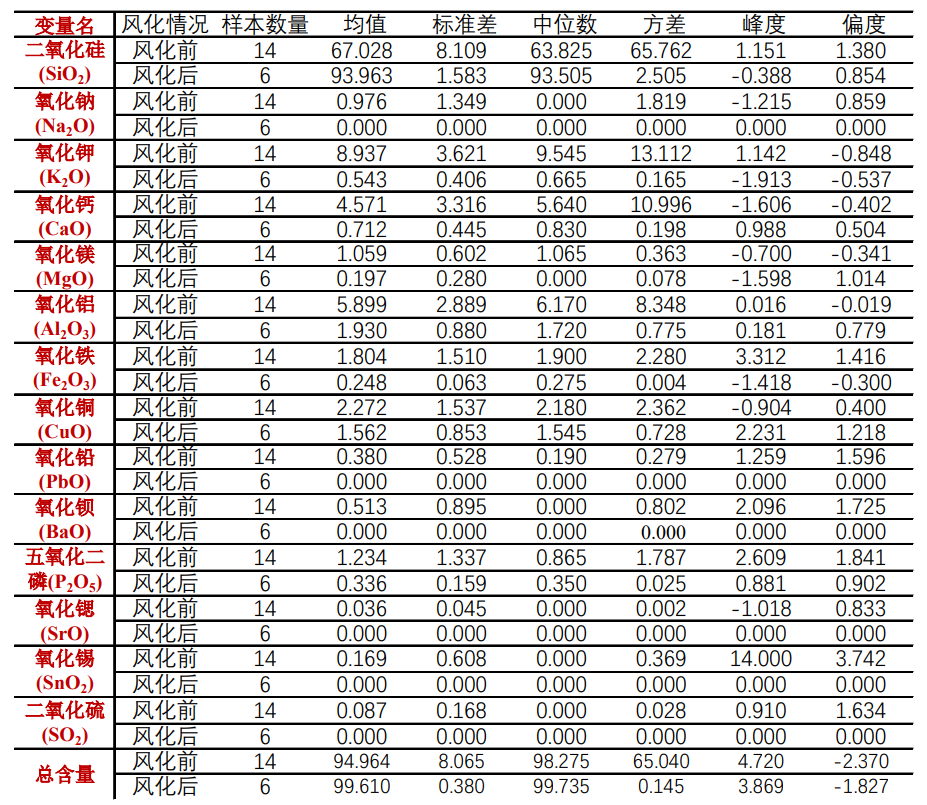 变量名 风化情况 样本数量 均值 标准差 中位数 方差 峰度 偏度
二氧化硅 风化前 14 67.028 8.109 63.825 65.762 1.151 1.380
(SiO₂) 风化后 6 93.963 1.583 93.505 2.505 -0.388 0.854
氧化钠 风化前 14 0.976 1.349 0.000 1.819 -1.215 0.859
(Na₂O) 风化后 6 0.000 0.000 0.000 0.000 0.000 0.000
氧化钾 风化前 14 8.937 3.621 9.545 13.112 1.142 -0.848
(K₂O) 风化后 6 0.543 0.406 0.665 0.165 -1.913 -0.537
氧化钙 风化前 14 4.571 3.316 5.640 10.996 -1.606 -0.402
(CaO) 风化后 6 0.712 0.445 0.830 0.198 0.988 0.504
氧化镁 风化前 14 1.059 0.602 1.065 0.363 -0.700 -0.341
(MgO) 风化后 6 0.197 0.280 0.000 0.078 -1.598 1.014
氧化铝 风化前 14 5.899 2.889 6.170 8.348 0.016 -0.019
(Al₂O₃) 风化后 6 1.930 0.880 1.720 0.775 0.181 0.779
氧化铁 风化前 14 1.804 1.510 1.900 2.280 3.312 1.416
(Fe₂O₃) 风化后 6 0.248 0.063 0.275 0.004 -1.418 -0.300
氧化铜 风化前 14 2.272 1.537 2.180 2.362 -0.904 0.400
(CuO) 风化后 6 1.562 0.853 1.545 0.728 2.231 1.218
氧化铅 风化前 14 0.380 0.528 0.190 0.279 1.259 1.596
(PbO) 风化后 6 0.000 0.000 0.000 0.000 0.000 0.000
氧化钡 风化前 14 0.513 0.895 0.000 0.802 2.096 1.725
(BaO) 风化后 6 0.000 0.000 0.000 0.000 0.000 0.000
五氧化二 风化前 14 1.234 1.337 0.865 1.787 2.609 1.841
磷(P₂O₅) 风化后 6 0.336 0.159 0.350 0.025 0.881 0.902
氧化锶 风化前 14 0.036 0.045 0.000 0.002 -1.018 0.833
(SrO) 风化后 6 0.000 0.000 0.000 0.000 0.000 0.000
氧化锡 风化前 14 0.169 0.608 0.000 0.369 14.000 3.742
(SnO₂) 风化后 6 0.000 0.000 0.000 0.000 0.000 0.000
二氧化硫 风化前 14 0.087 0.168 0.000 0.028 0.910 1.634
(SO₂) 风化后 6 0.000 0.000 0.000 0.000 0.000 0.000
总含量 风化前 14 94.964 8.065 98.275 65.040 4.720 -2.370
风化后 6 99.610 0.380 99.735 0.145 3.869 -1.827